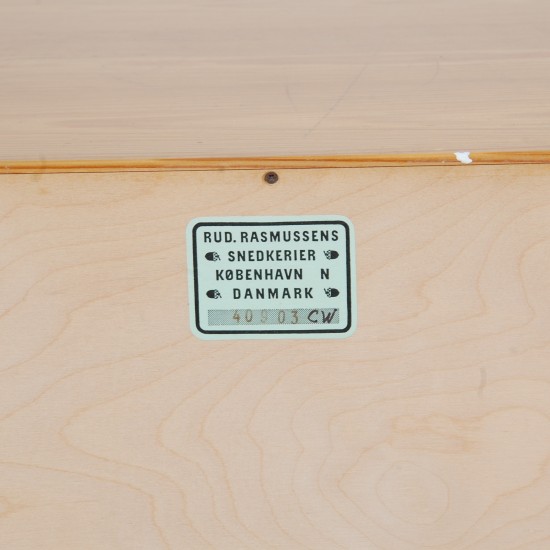 RUD. RASMUSSENS
SNEDKERIER
KØBENHAVN N
DANMARK
40903 CW